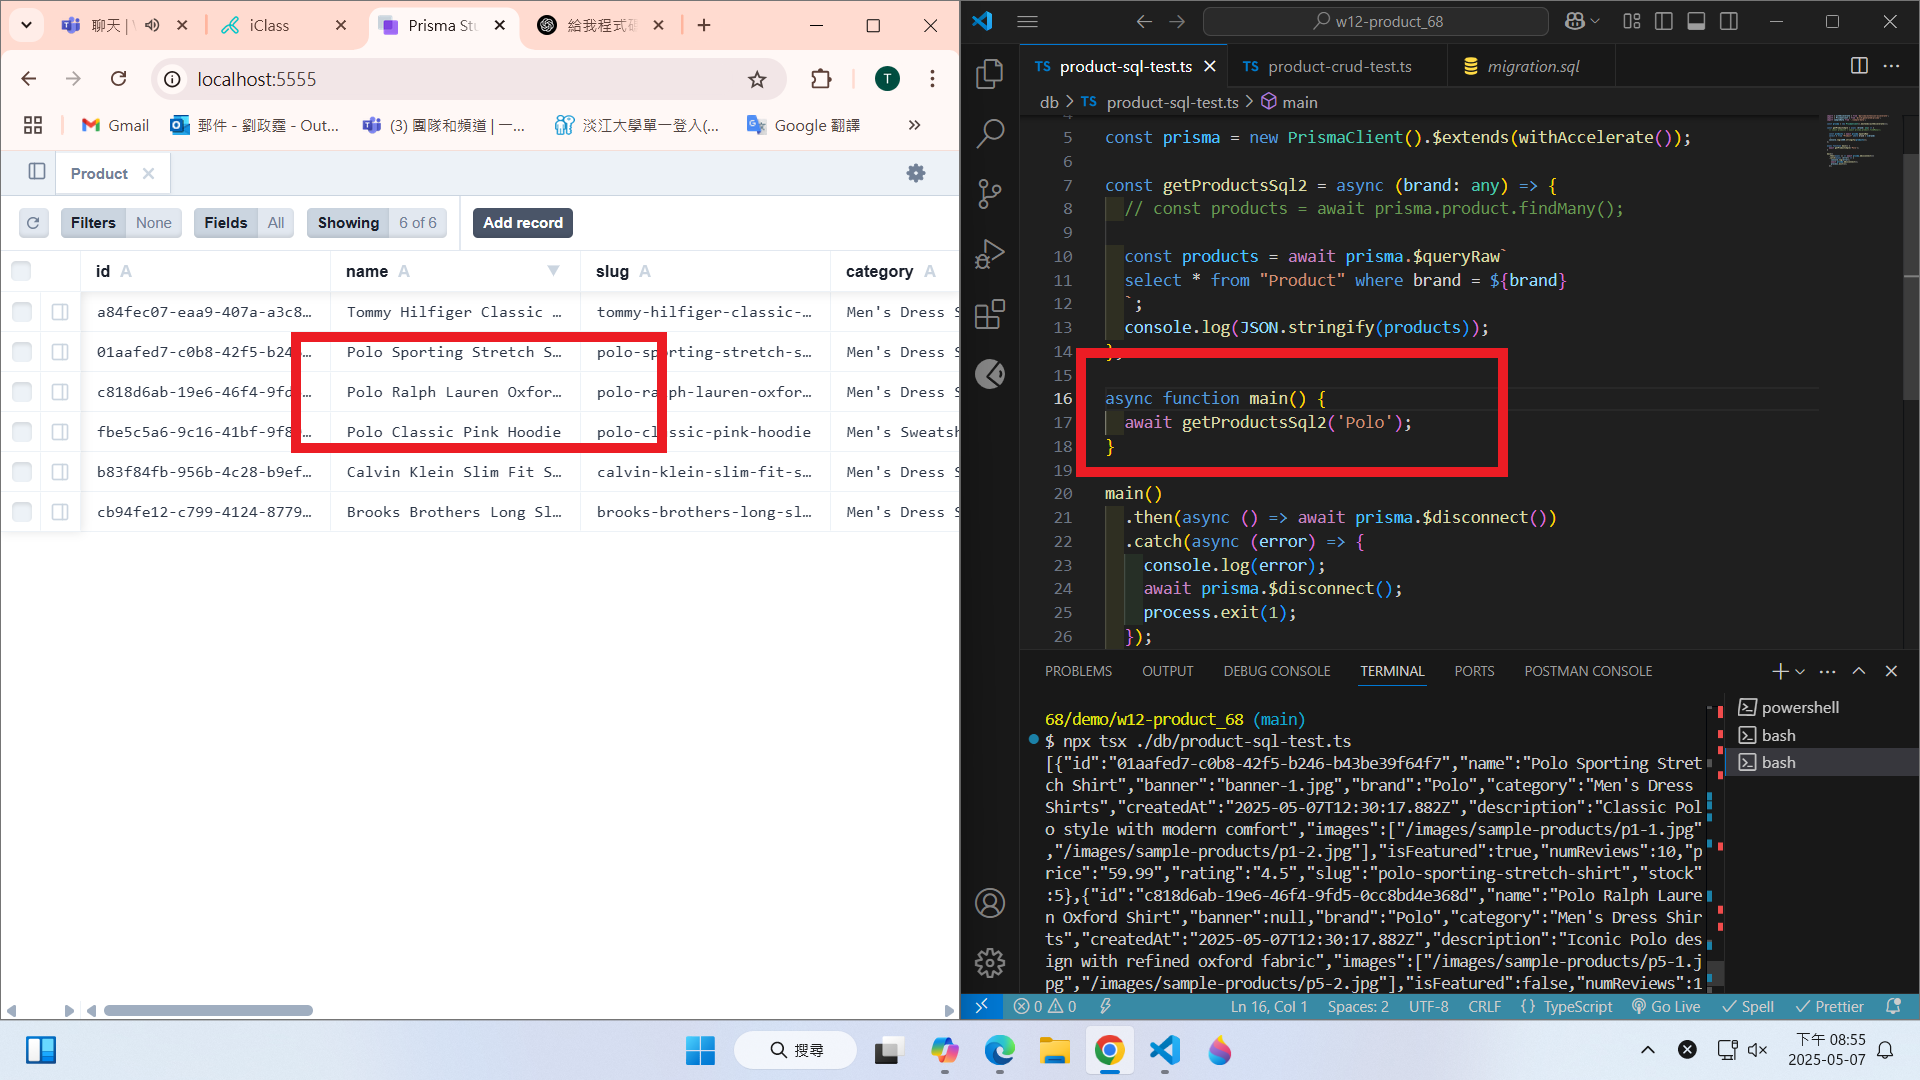 聊天 |
iClass
Prisma Stu
給我程式碼
localhost:5555
T
Gmail
郵件 - 劉政霆 - Out...
(3) 團隊和頻道 | 一...
淡江大學單一登入(...
Google 翻譯
Product
Filters None
Fields All
Showing 6 of 6
Add record
id A name A slug A category A
a84fec07-eaa9-407a-a3c8… Tommy Hilfiger Classic … tommy-hilfiger-classic-… Men's Dress S
01aafed7-c0b8-42f5-b24… Polo Sporting Stretch S… polo-sporting-stretch-s… Men's Dress S
c818d6ab-19e6-46f4-9fd… Polo Ralph Lauren Oxfor… polo-ralph-lauren-oxfor… Men's Dress S
fbe5c5a6-9c16-41bf-9f8… Polo Classic Pink Hoodie polo-classic-pink-hoodie Men's Sweatsh
b83f84fb-956b-4c28-b9ef… Calvin Klein Slim Fit S… calvin-klein-slim-fit-s… Men's Dress S
cb94fe12-c799-4124-8779… Brooks Brothers Long Sl… brooks-brothers-long-sl… Men's Dress S
w12-product_68
TS product-sql-test.ts
TS product-crud-test.ts
migration.sql
db > TS product-sql-test.ts > main
4
5 const prisma = new PrismaClient().$extends(withAccelerate());
6
7 const getProductsSql2 = async (brand: any) => {
8 // const products = await prisma.product.findMany();
9
10 const products = await prisma.$queryRaw`
11 select * from "Product" where brand = ${brand}
12 `;
13 console.log(JSON.stringify(products));
14 };
15
16 async function main() {
17 await getProductsSql2('Polo');
18 }
19
20 main()
21 .then(async () => await prisma.$disconnect())
22 .catch(async (error) => {
23 console.log(error);
24 await prisma.$disconnect();
25 process.exit(1);
26 });
PROBLEMS OUTPUT DEBUG CONSOLE TERMINAL PORTS POSTMAN CONSOLE
68/demo/w12-product_68 (main)
$ npx tsx ./db/product-sql-test.ts
[{"id":"01aafed7-c0b8-42f5-b246-b43be39f64f7","name":"Polo Sporting Stret
ch Shirt","banner":"banner-1.jpg","brand":"Polo","category":"Men's Dress
Shirts","createdAt":"2025-05-07T12:30:17.882Z","description":"Classic Pol
o style with modern comfort","images":["/images/sample-products/p1-1.jpg"
,"/images/sample-products/p1-2.jpg"],"isFeatured":true,"numReviews":10,"p
rice":"59.99","rating":"4.5","slug":"polo-sporting-stretch-shirt","stock"
:5},{"id":"c818d6ab-19e6-46f4-9fd5-0cc8bd4e368d","name":"Polo Ralph Laure
n Oxford Shirt","banner":null,"brand":"Polo","category":"Men's Dress Shir
ts","createdAt":"2025-05-07T12:30:17.882Z","description":"Iconic Polo des
ign with refined oxford fabric","images":["/images/sample-products/p5-1.j
pg","/images/sample-products/p5-2.jpg"],"isFeatured":false,"numReviews":1
powershell
bash
bash
0 0
Ln 16, Col 1 Spaces: 2 UTF-8 CRLF {} TypeScript Go Live Spell Prettier
搜尋
下午 08:55
2025-05-07